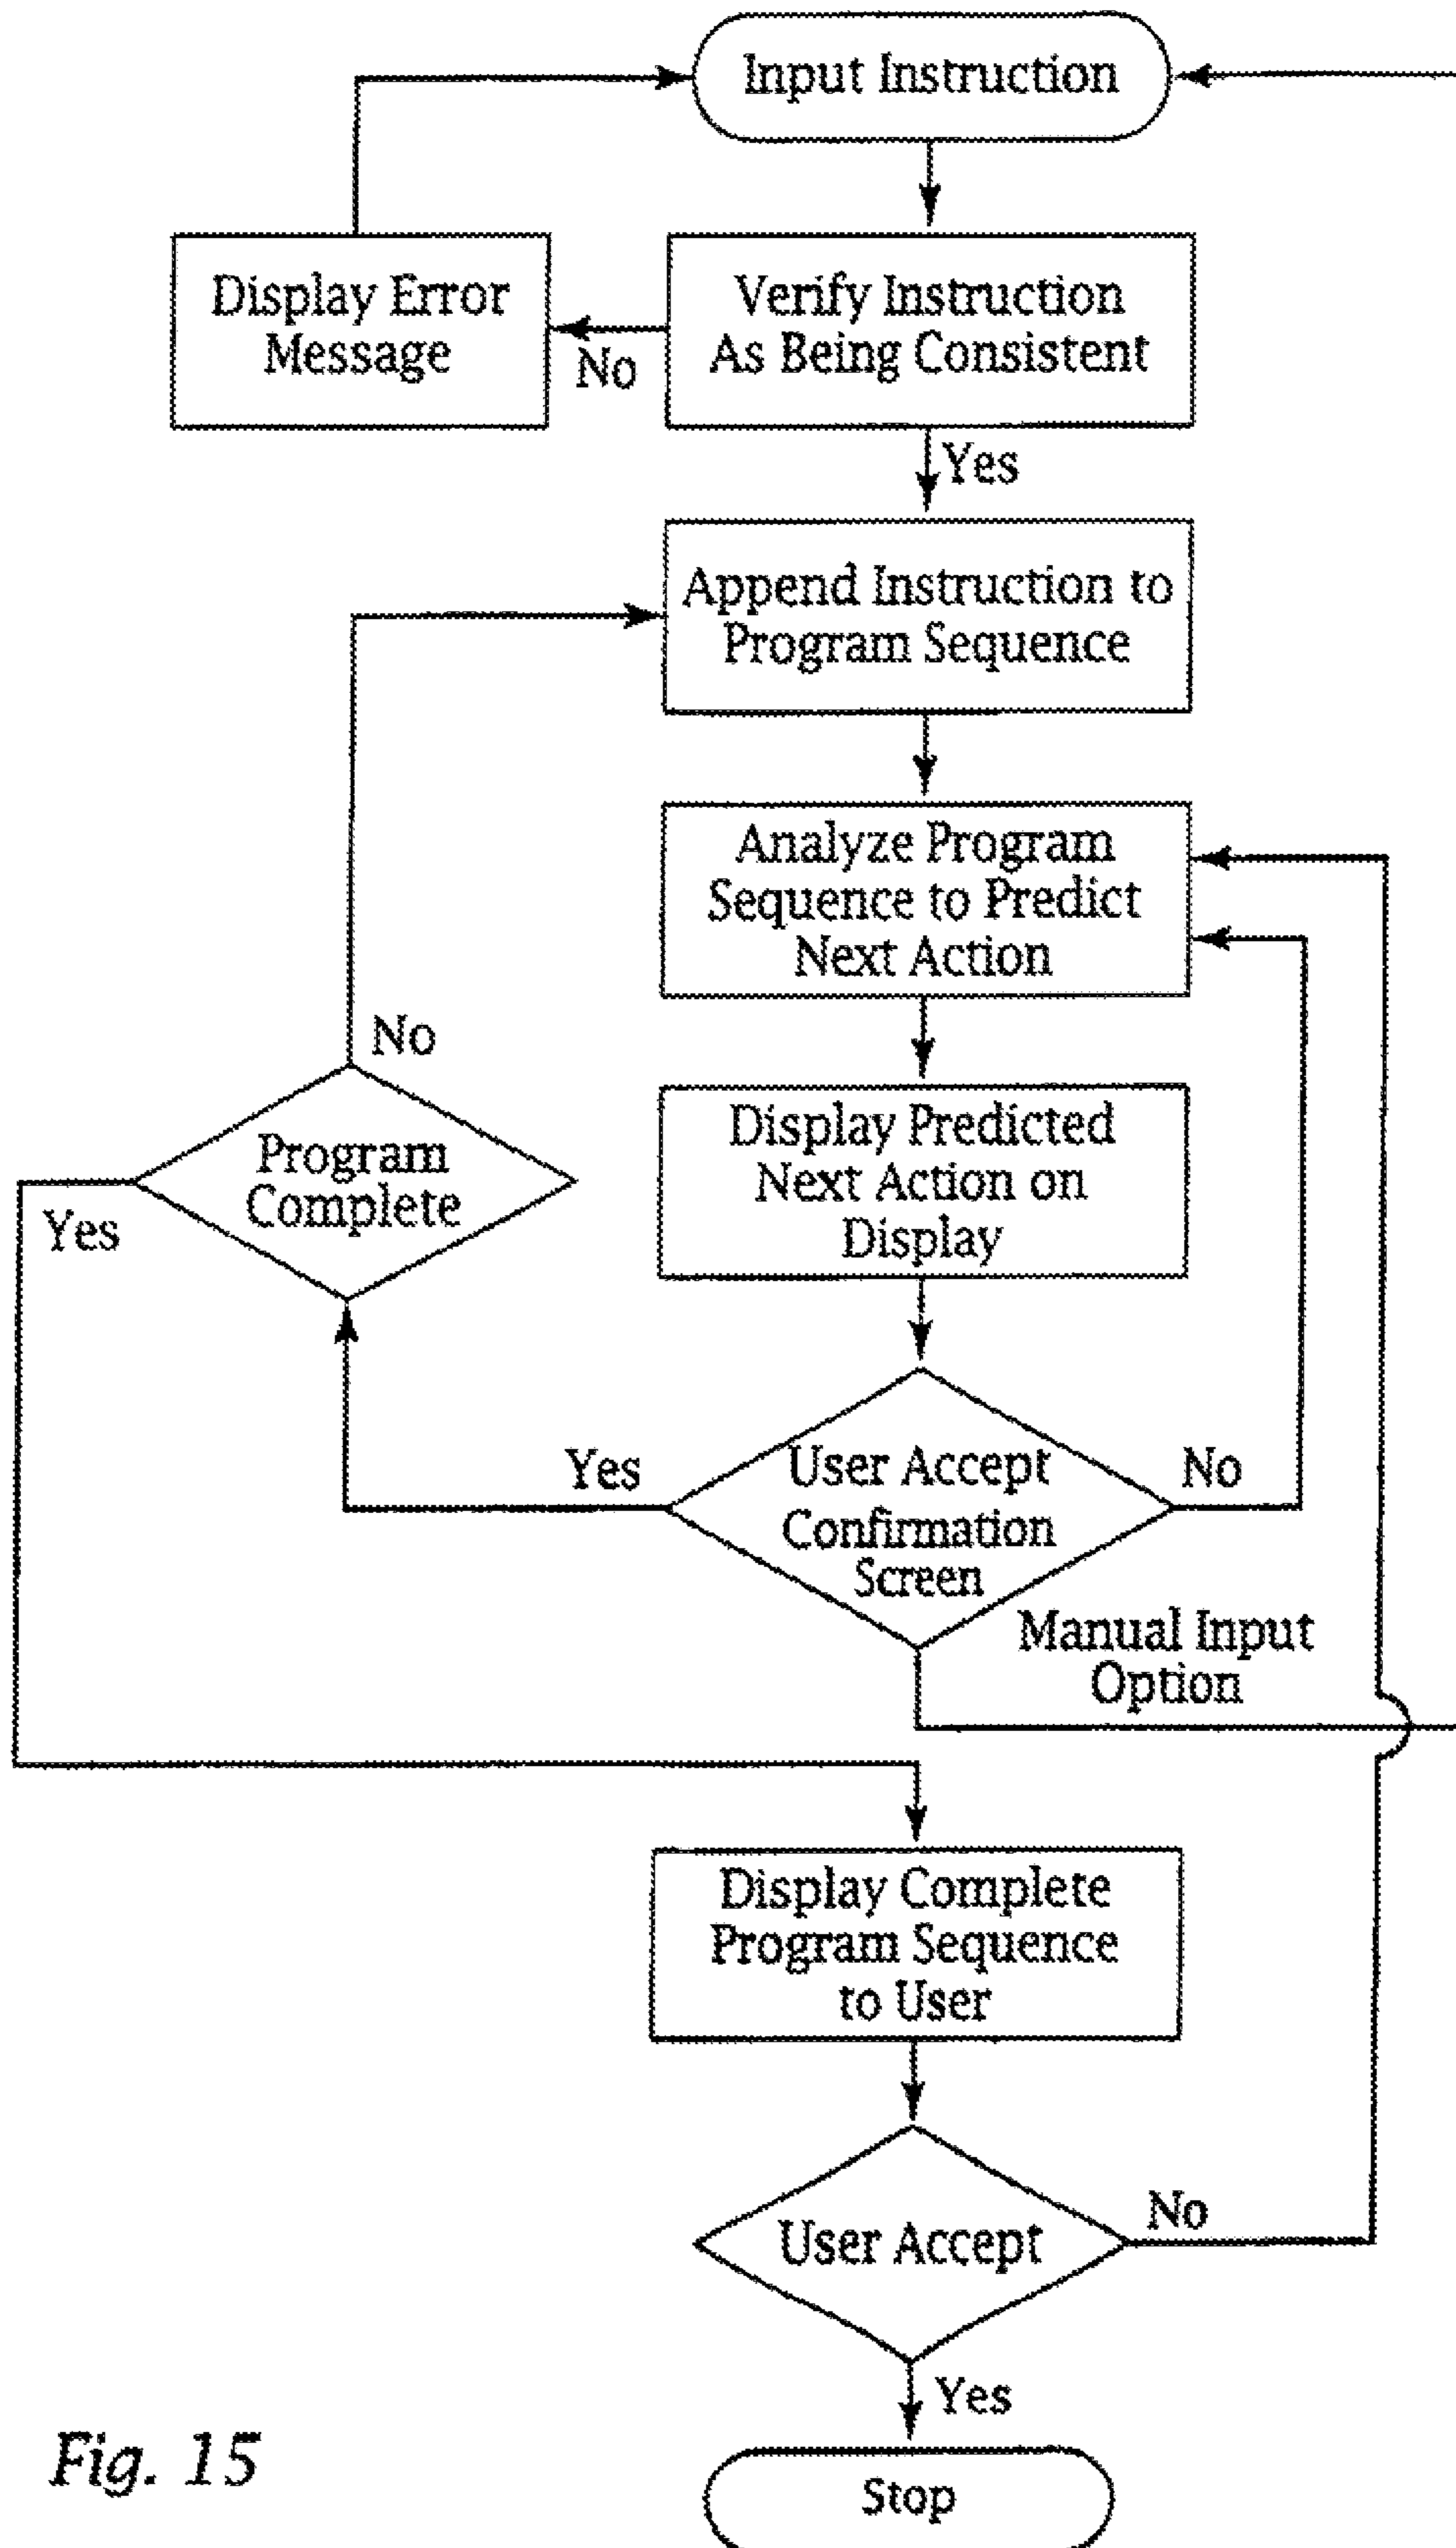 Input Instruction
Display Error
Message
No
Verify Instruction
As Being Consistent
Yes
Append Instruction to
Program Sequence
Analyze Program
Sequence to Predict
Next Action
No
Program
Complete
Yes
Display Predicted
Next Action on
Display
Yes
User Accept
Confirmation
Screen
No
Manual Input
Option
Display Complete
Program Sequence
to User
User Accept
No
Yes
Stop
Fig. 15